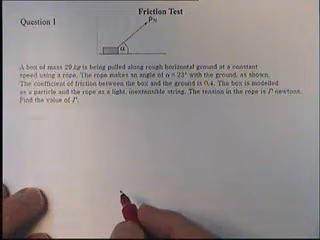 Friction Test
Question 1
P N
α
A box of mass 20 kg is being pulled along rough horizontal ground at a constant
speed using a rope. The rope makes an angle of α = 23° with the ground, as shown.
The coefficient of friction between the box and the ground is 0.4. The box is modelled
as a particle and the rope as a light, inextensible string. The tension in the rope is P newtons.
Find the value of P.